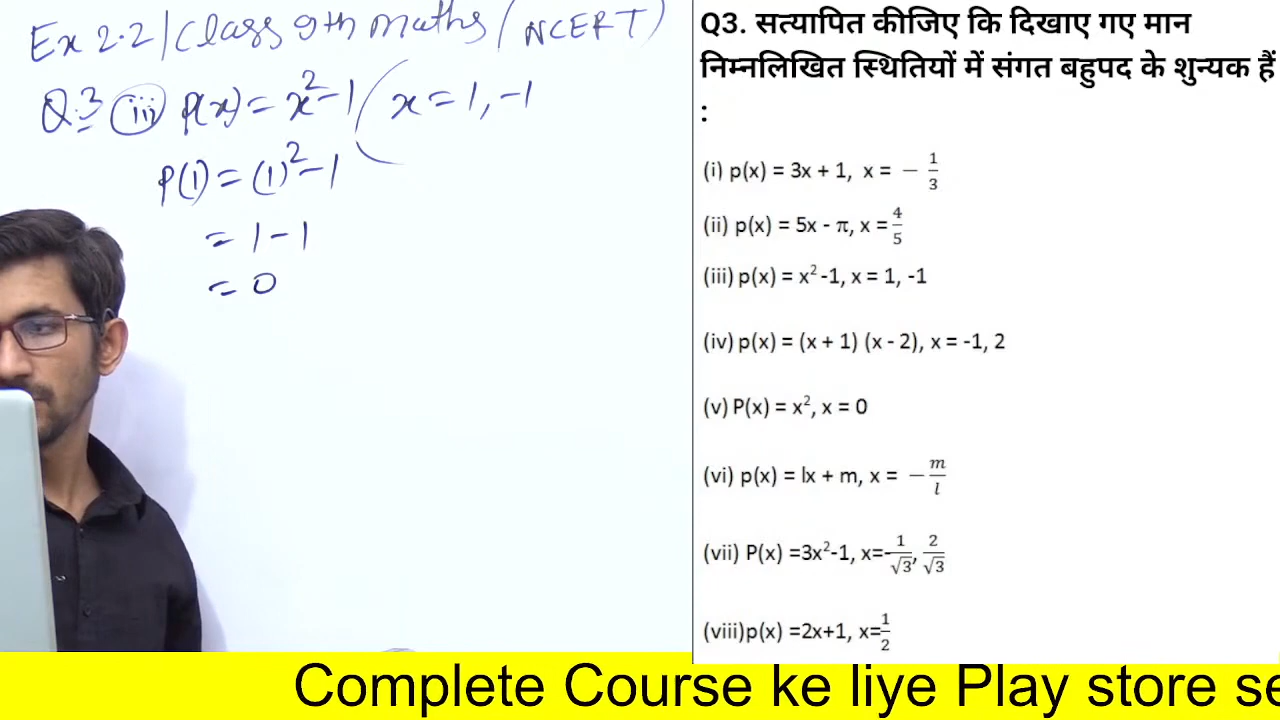 Ex 2.2 / Class 9th Maths (NCERT)
Q.3 (iii) p(x) = x² - 1 ( x = 1, -1
p(1) = (1)² - 1
= 1 - 1
= 0
Q3. सत्यापित कीजिए कि दिखाए गए मान
निम्नलिखित स्थितियों में संगत बहुपद के शुन्यक हैं
:
(i) p(x) = 3x + 1, x = - 1/3
(ii) p(x) = 5x - π, x = 4/5
(iii) p(x) = x² -1, x = 1, -1
(iv) p(x) = (x + 1) (x - 2), x = -1, 2
(v) P(x) = x², x = 0
(vi) p(x) = lx + m, x = - m/l
(vii) P(x) =3x²-1, x=-1/√3, 2/√3
(viii)p(x) =2x+1, x=1/2
Complete Course ke liye Play store se